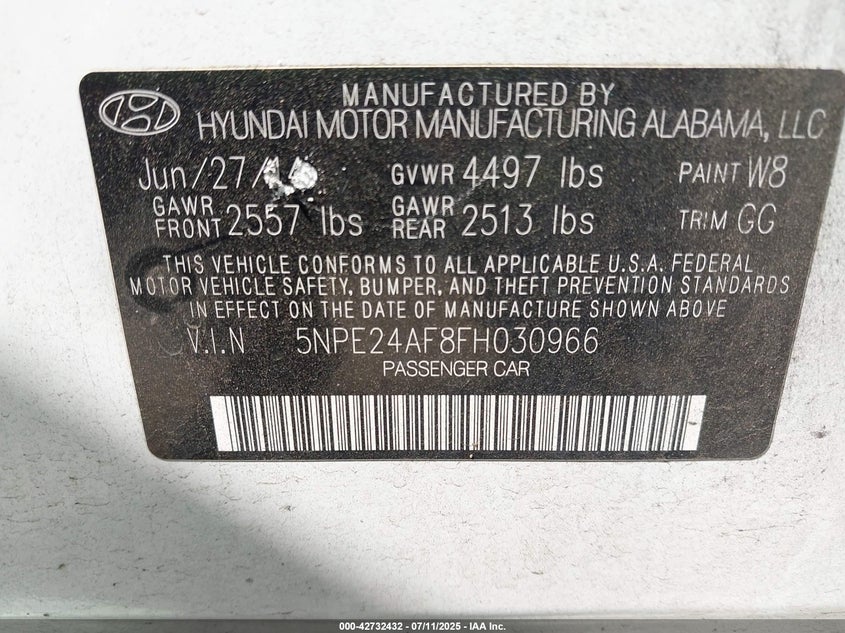 MANUFACTURED BY
HYUNDAI MOTOR MANUFACTURING ALABAMA, LLC
Jun/27/ GVWR 4497 lbs PAINT W8
GAWR FRONT 2557 lbs GAWR REAR 2513 lbs TRIM GG
THIS VEHICLE CONFORMS TO ALL APPLICABLE U.S.A. FEDERAL
MOTOR VEHICLE SAFETY, BUMPER, AND THEFT PREVENTION STANDARDS
IN EFFECT ON THE DATE OF MANUFACTURE SHOWN ABOVE
V.I.N 5NPE24AF8FH030966
PASSENGER CAR
000-42732432 - 07/11/2025 - IAA Inc.